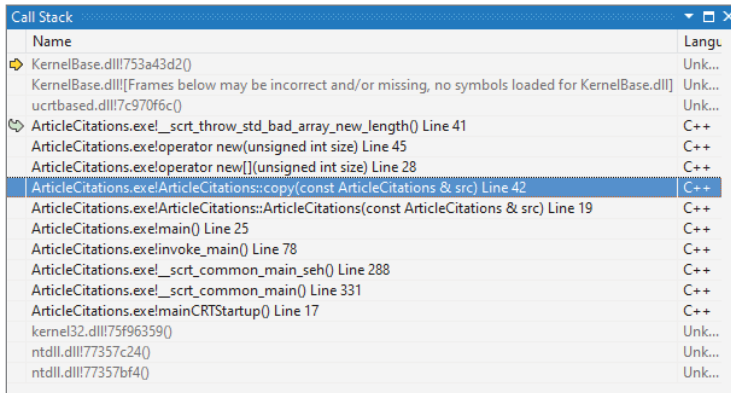 Call Stack
Name Langu
KernelBase.dll!753a43d2() Unk...
KernelBase.dll![Frames below may be incorrect and/or missing, no symbols loaded for KernelBase.dll] Unk...
ucrtbased.dll!7c970f6c() Unk...
ArticleCitations.exe!__scrt_throw_std_bad_array_new_length() Line 41 C++
ArticleCitations.exe!operator new(unsigned int size) Line 45 C++
ArticleCitations.exe!operator new[](unsigned int size) Line 28 C++
ArticleCitations.exe!ArticleCitations::copy(const ArticleCitations & src) Line 42 C++
ArticleCitations.exe!ArticleCitations::ArticleCitations(const ArticleCitations & src) Line 19 C++
ArticleCitations.exe!main() Line 25 C++
ArticleCitations.exe!invoke_main() Line 78 C++
ArticleCitations.exe!__scrt_common_main_seh() Line 288 C++
ArticleCitations.exe!__scrt_common_main() Line 331 C++
ArticleCitations.exe!mainCRTStartup() Line 17 C++
kernel32.dll!75f96359() Unk...
ntdll.dll!77357c24() Unk...
ntdll.dll!77357bf4() Unk...